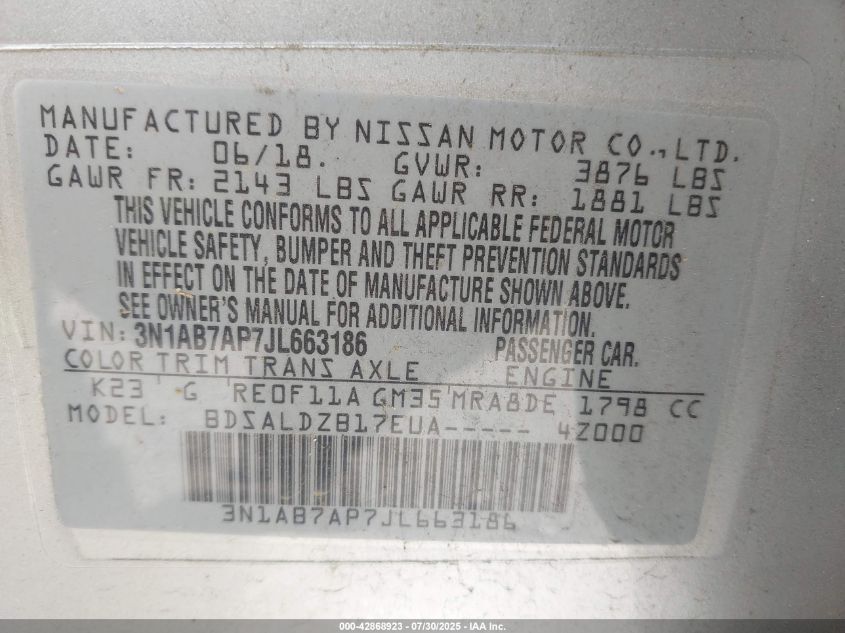 MANUFACTURED BY NISSAN MOTOR CO., LTD.
DATE: 06/18. GVWR: 3876 LBS
GAWR FR: 2143 LBS GAWR RR: 1881 LBS
THIS VEHICLE CONFORMS TO ALL APPLICABLE FEDERAL MOTOR
VEHICLE SAFETY, BUMPER AND THEFT PREVENTION STANDARDS
IN EFFECT ON THE DATE OF MANUFACTURE SHOWN ABOVE.
SEE OWNER'S MANUAL FOR ADDITIONAL INFORMATION.
VIN: 3N1AB7AP7JL663186 PASSENGER CAR.
COLOR TRIM TRANS AXLE ENGINE
K23 G RE0F11A GM35 MRA8DE 1798 CC
MODEL: BDSALDZB17EUA----- 4Z000
3N1AB7AP7JL663186
000-42868923 - 07/30/2025 - IAA Inc.